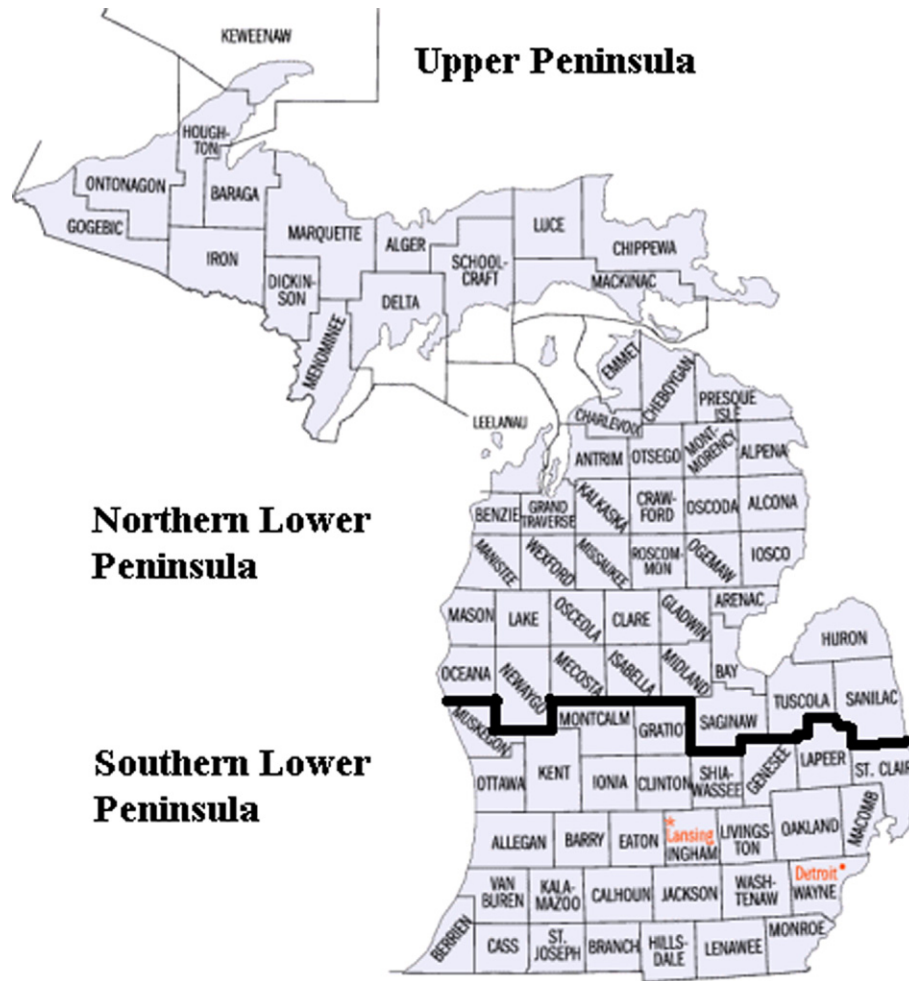 KEWEENAW
Upper Peninsula
HOUGH-
TON
ONTONAGON
BARAGA
GOGEBIC
MARQUETTE
LUCE
ALGER
CHIPPEWA
IRON
SCHOOL-
CRAFT
DICKIN-
SON
MACKINAC
DELTA
MENOMINEE
EMMET
CHEBOYGAN
PRESQUE
ISLE
LEELANAU
CHARLEVOIX
ANTRIM
OTSEGO
MONT-
MORENCY
ALPENA
Northern Lower
Peninsula
BENZIE
GRAND
TRAVERSE
KALKASKA
CRAW-
FORD
OSCODA
ALCONA
MANISTEE
WEXFORD
MISSAUKEE
ROSCOM-
MON
OGEMAW
IOSCO
MASON
LAKE
OSCEOLA
CLARE
GLADWIN
ARENAC
HURON
OCEANA
NEWAYGO
MECOSTA
ISABELLA
MIDLAND
BAY
TUSCOLA
SANILAC
MUSKEGON
MONTCALM
GRATIOT
SAGINAW
Southern Lower
Peninsula
OTTAWA
KENT
IONIA
CLINTON
SHIA-
WASSEE
GENESEE
LAPEER
ST. CLAIR
ALLEGAN
BARRY
EATON
* Lansing
INGHAM
LIVINGS-
TON
OAKLAND
MACOMB
VAN
BUREN
KALA-
MAZOO
CALHOUN
JACKSON
WASH-
TENAW
Detroit *
WAYNE
BERRIEN
CASS
ST.
JOSEPH
BRANCH
HILLS-
DALE
LENAWEE
MONROE